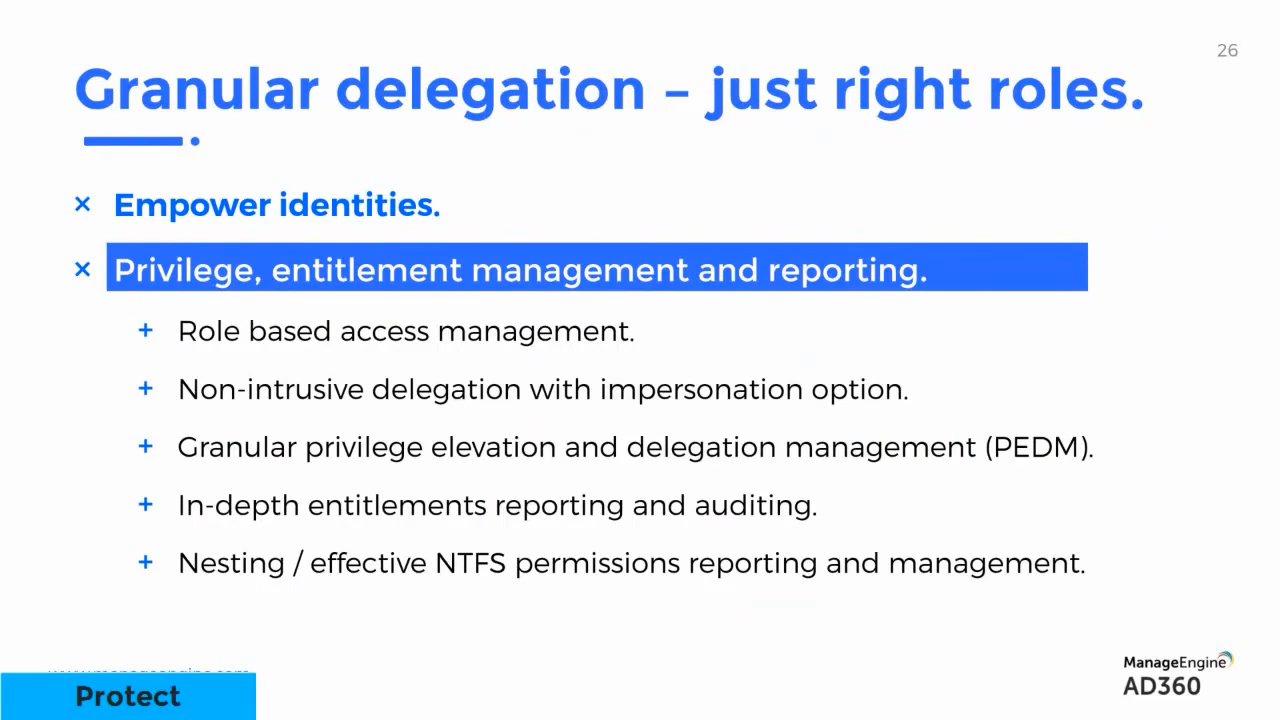 26
Granular delegation – just right roles.
× Empower identities.
× Privilege, entitlement management and reporting.
+ Role based access management.
+ Non-intrusive delegation with impersonation option.
+ Granular privilege elevation and delegation management (PEDM).
+ In-depth entitlements reporting and auditing.
+ Nesting / effective NTFS permissions reporting and management.
Protect
ManageEngine
AD360